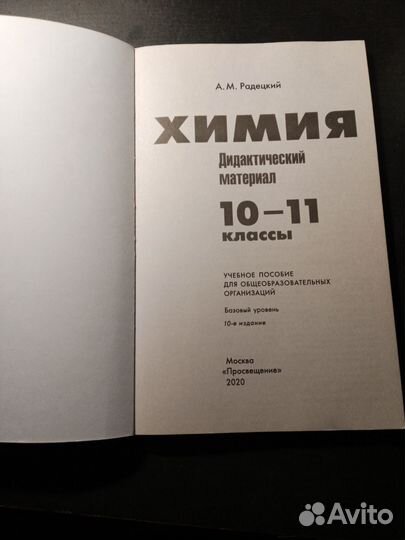 А. М. Радецкий
ХИМИЯ
Дидактический
материал
10–11
классы
УЧЕБНОЕ ПОСОБИЕ
ДЛЯ ОБЩЕОБРАЗОВАТЕЛЬНЫХ
ОРГАНИЗАЦИЙ
Базовый уровень
10-е издание
Москва
«Просвещение»
2020
Avito